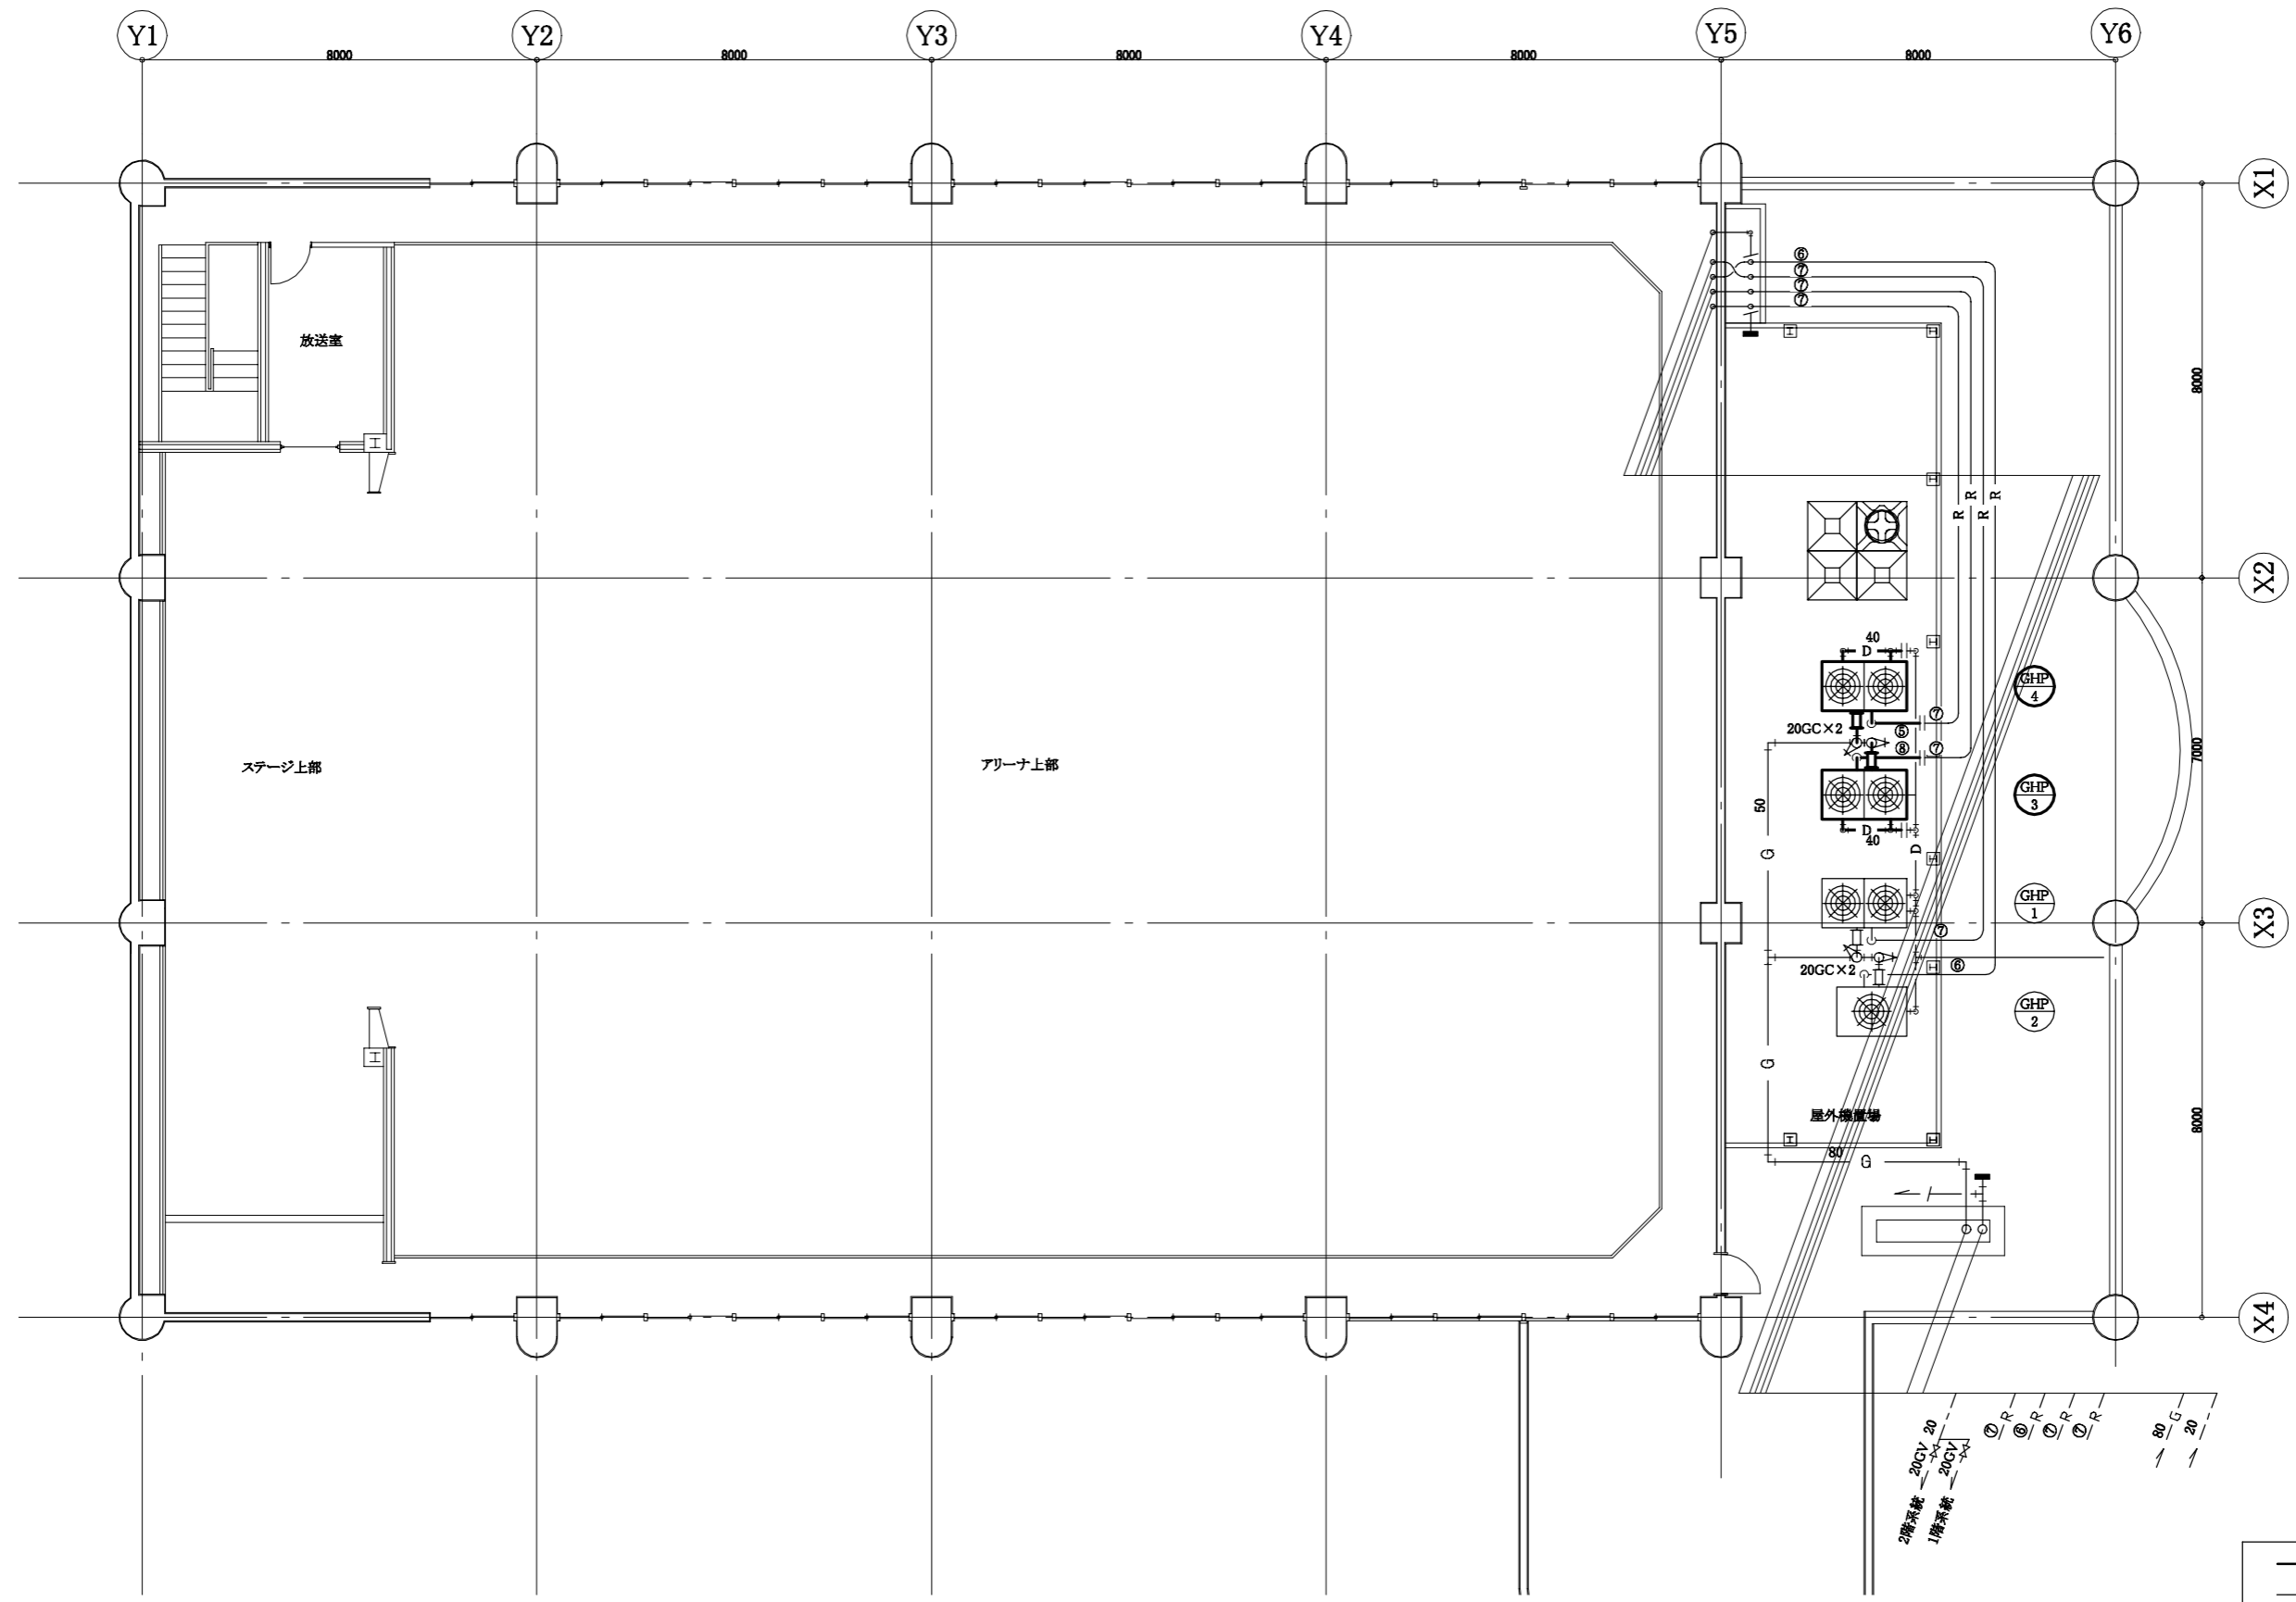 Y1
Y2
Y3
Y4
Y5
Y6
8000
8000
8000
8000
8000
X1
⑥
⑦
⑦
⑦
放送室
8000
R
R
R
R
X2
40
D
GHP
4
⑦
20GC×2
⑤
⑧
⑦
ステージ上部
アリーナ上部
7000
GHP
3
50
D
40
D
G
GHP
1
X3
⑦
20GC×2
⑥
GHP
2
G
屋外機置場
8000
80
G
X4
2階系統
20GV
20
1階系統
20GV
⑦
R
⑥
R
⑦
R
⑦
R
80
G
20